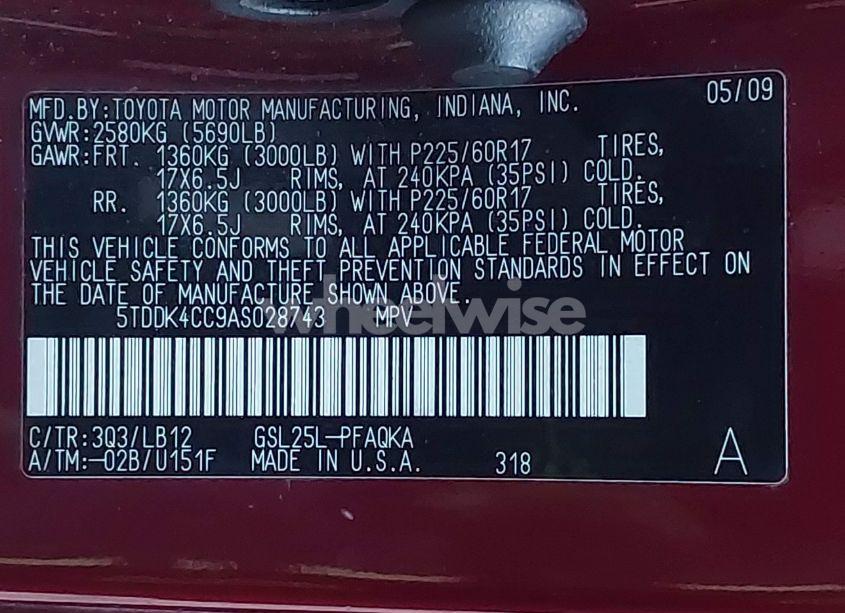 MFD.BY:TOYOTA MOTOR MANUFACTURING, INDIANA, INC. 05/09
GVWR:2580KG (5690LB)
GAWR:FRT. 1360KG (3000LB) WITH P225/60R17 TIRES,
17X6.5J RIMS, AT 240KPA (35PSI) COLD.
RR. 1360KG (3000LB) WITH P225/60R17 TIRES,
17X6.5J RIMS, AT 240KPA (35PSI) COLD.
THIS VEHICLE CONFORMS TO ALL APPLICABLE FEDERAL MOTOR
VEHICLE SAFETY AND THEFT PREVENTION STANDARDS IN EFFECT ON
THE DATE OF MANUFACTURE SHOWN ABOVE.
wheelwise
5TDDK4CC9AS028743 MPV
C/TR:3Q3/LB12 GSL25L-PFAQKA
A/TM:-02B/U151F MADE IN U.S.A. 318 A